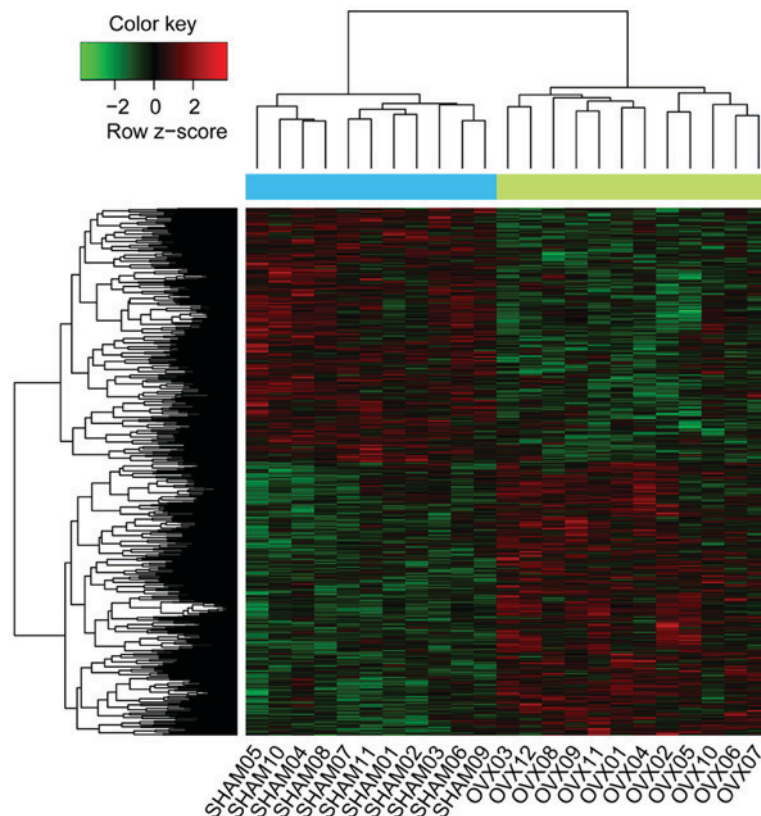 Color key
−2 0 2
Row z−score
SHAM05
SHAM10
SHAM04
SHAM08
SHAM07
SHAM11
SHAM01
SHAM02
SHAM03
SHAM06
SHAM09
OVX03
OVX12
OVX08
OVX09
OVX11
OVX01
OVX04
OVX02
OVX05
OVX10
OVX06
OVX07